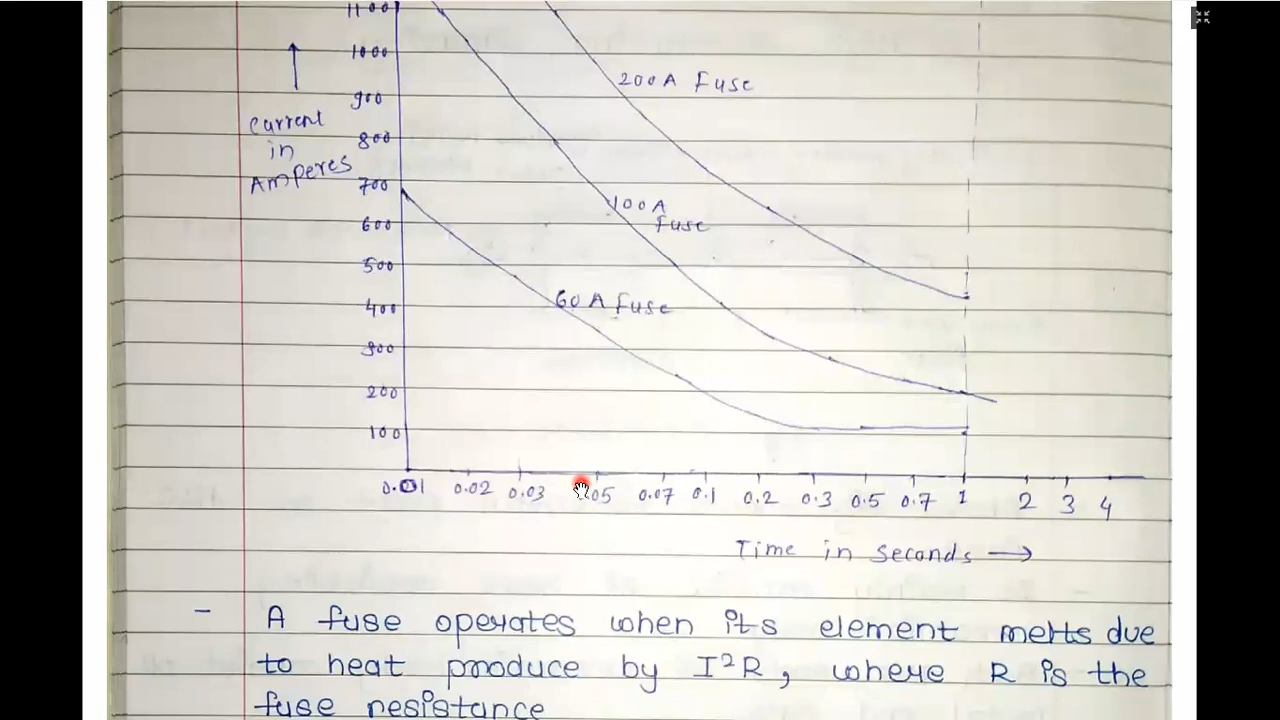 1100
1000
200A Fuse
900
Current
in
Amperes
800
700
100A
Fuse
600
500
60 A Fuse
400
300
200
100
0.01 0.02 0.03 0.05 0.07 0.1 0.2 0.3 0.5 0.7 1 2 3 4
Time in seconds →
- A fuse operates when its element melts due
to heat produce by I²R, where R is the
fuse resistance